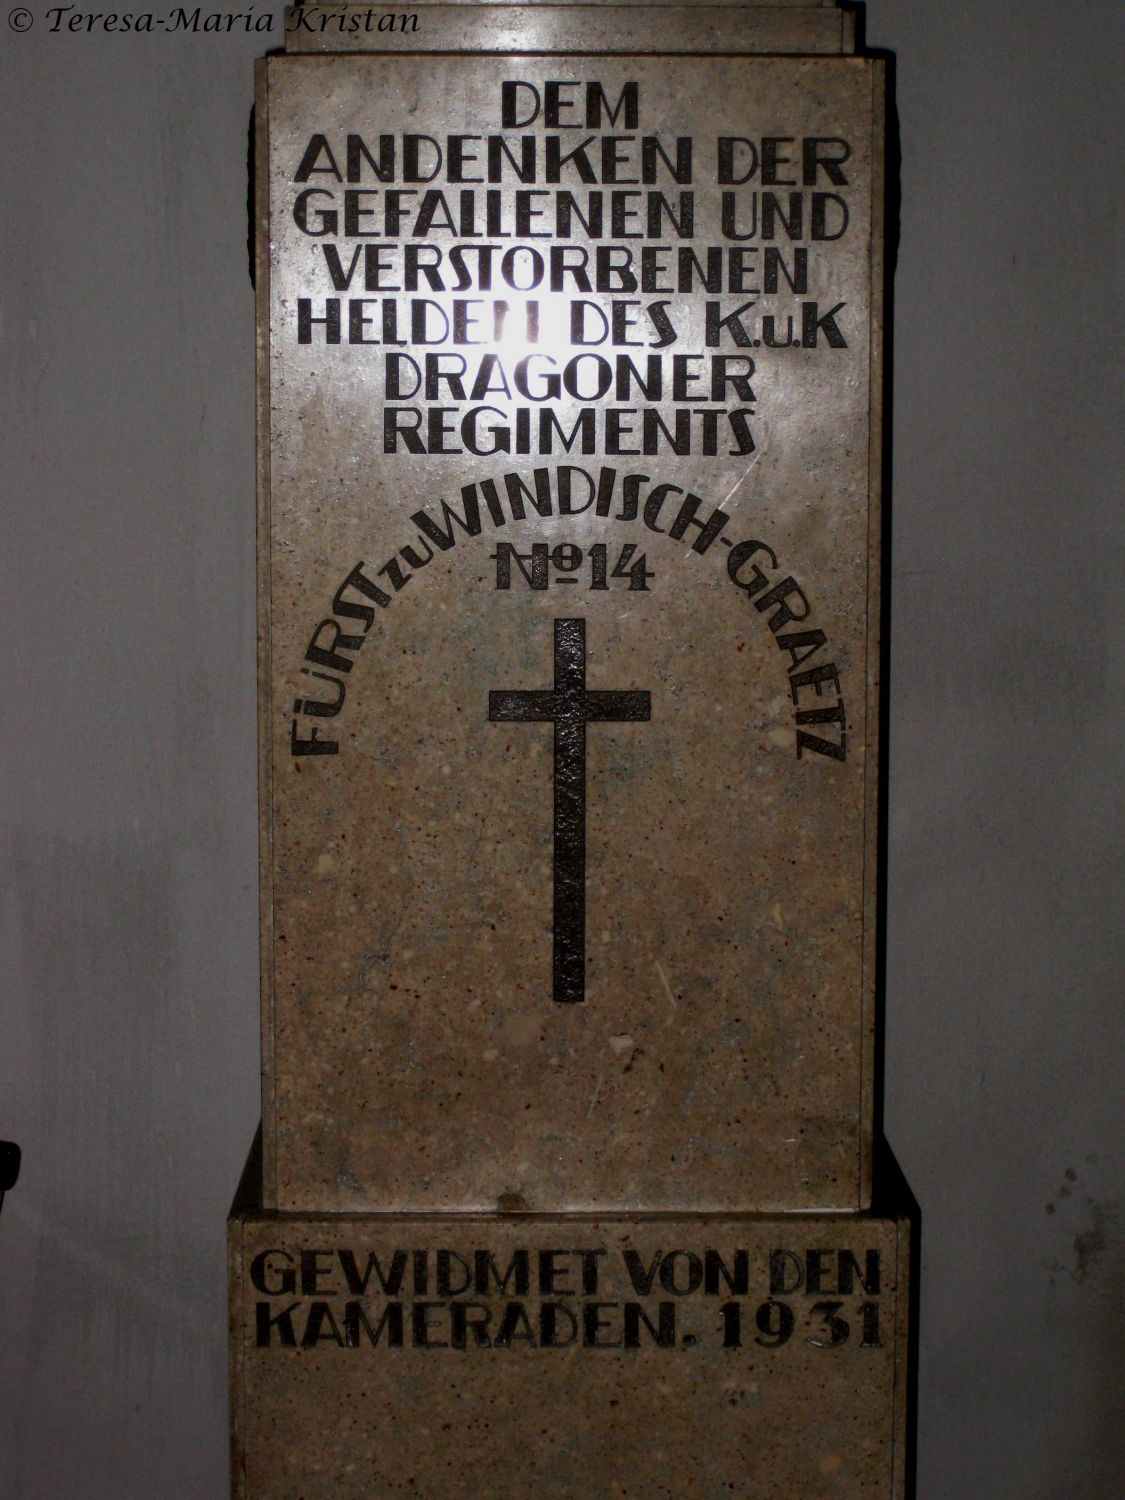 © Teresa-Maria Kristan
DEM
ANDENKEN DER
GEFALLENEN UND
VERSTORBENEN
HELDEN DES K.u.K
DRAGONER
REGIMENTS
FÜRST zu WINDISCH-GRAETZ
No 14
GEWIDMET VON DEN
KAMERADEN. 1931